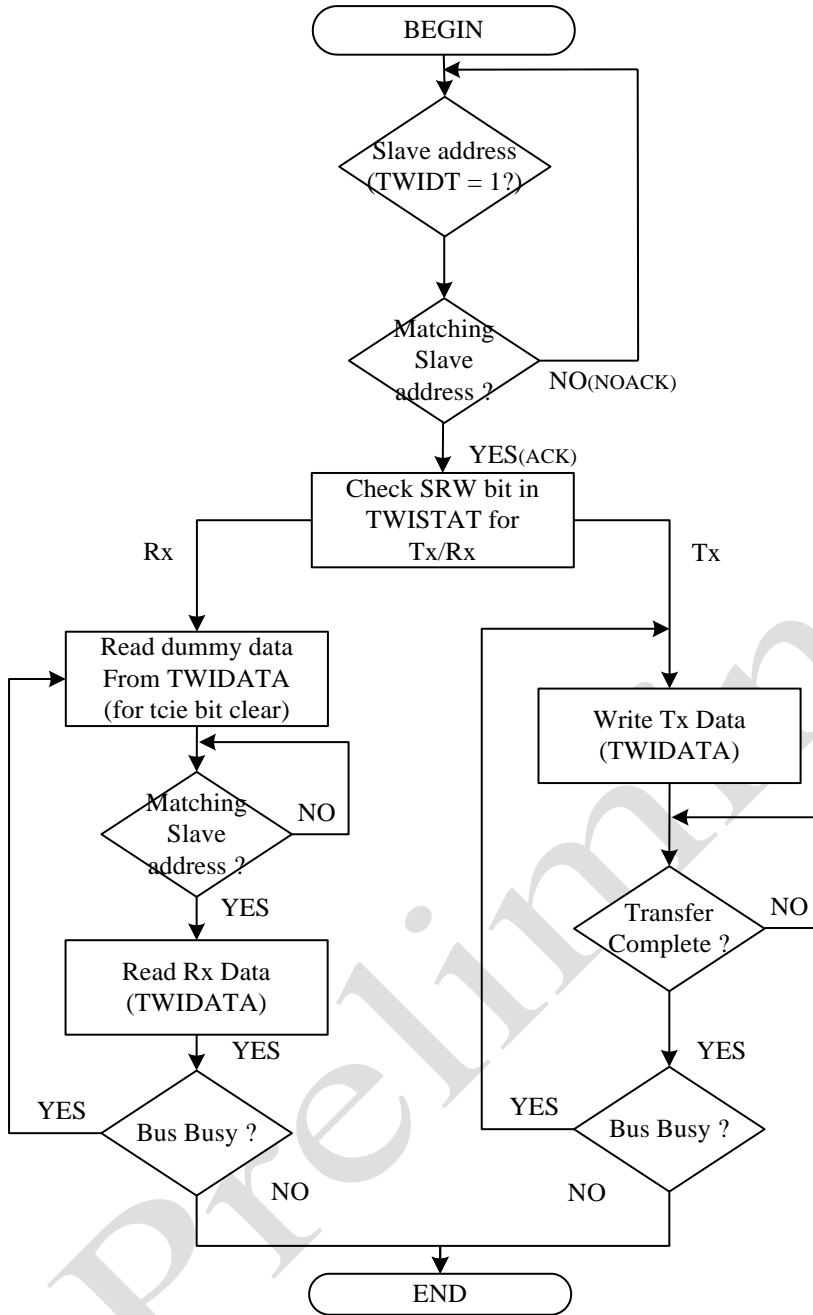 BEGIN
Slave address
(TWIDT = 1?)
Matching
Slave
address ?
NO(NOACK)
YES(ACK)
Check SRW bit in
TWISTAT for
Tx/Rx
Rx
Tx
Read dummy data
From TWIDATA
(for tcie bit clear)
Matching
Slave
address ?
NO
YES
Read Rx Data
(TWIDATA)
YES
YES
Bus Busy ?
NO
Write Tx Data
(TWIDATA)
Transfer
Complete ?
NO
YES
YES
Bus Busy ?
NO
END